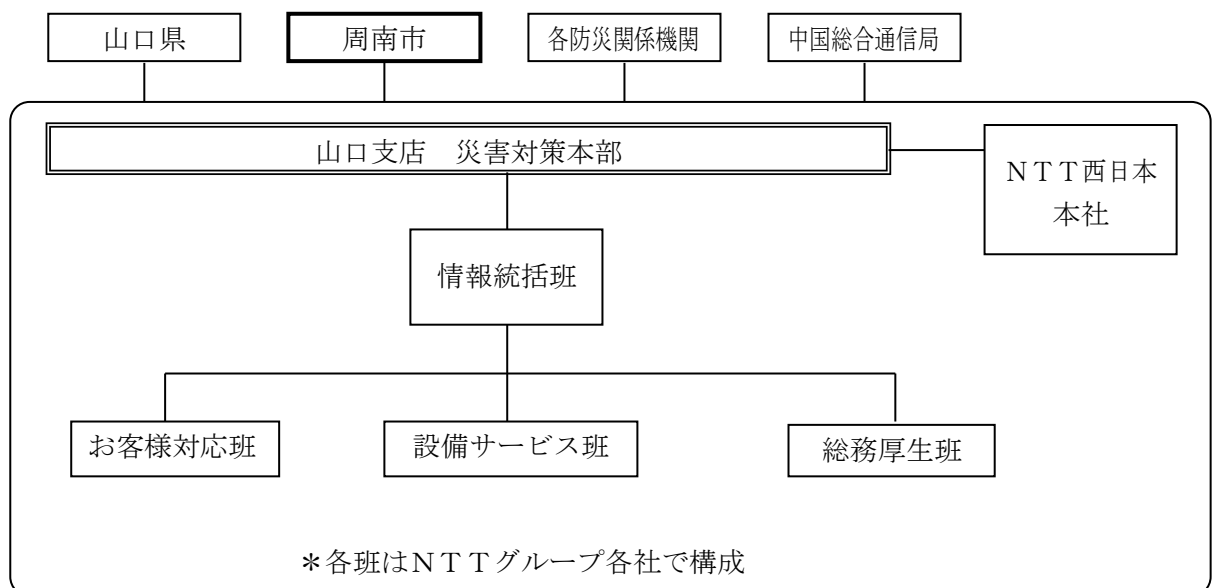 山口県
周南市
各防災関係機関
中国総合通信局
山口支店　災害対策本部
ＮＴＴ西日本
本社
情報統括班
お客様対応班
設備サービス班
総務厚生班
＊各班はＮＴＴグループ各社で構成